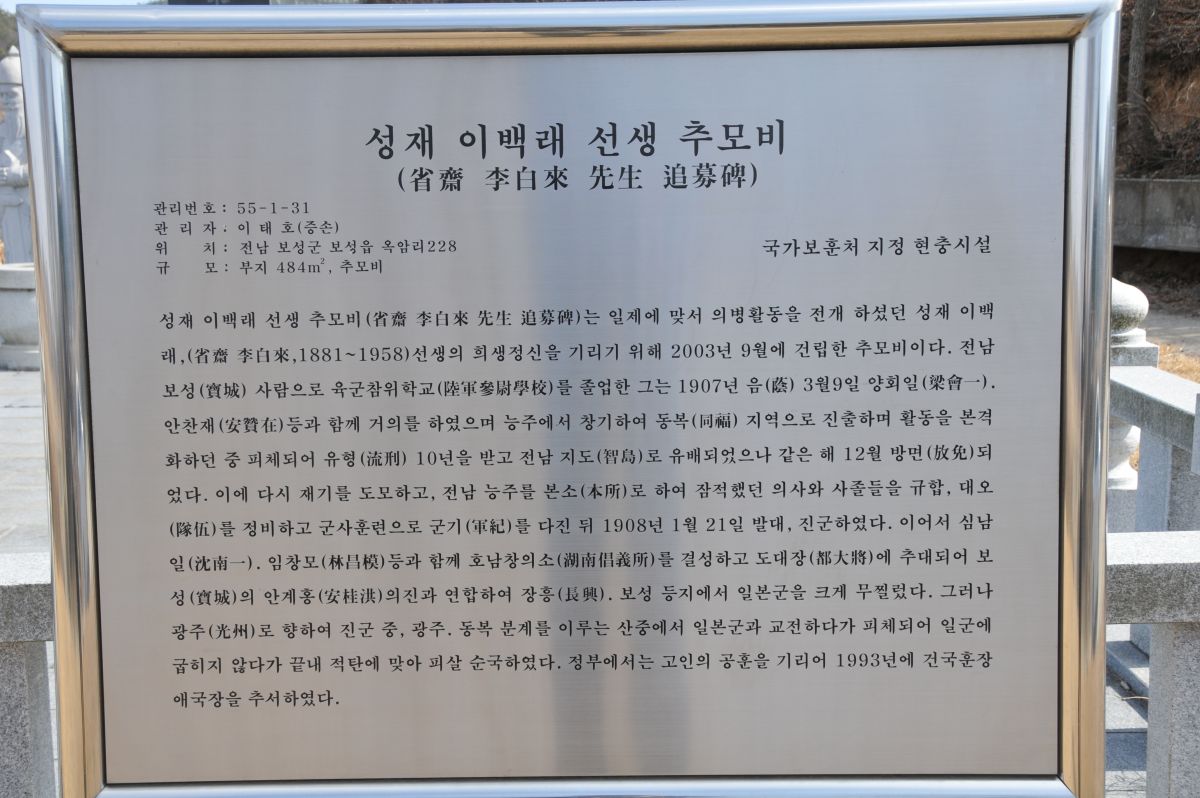 성재 이백래 선생 추모비
(省齋 李白來 先生 追募碑)
관리번호 : 55-1-31
관 리 자 : 이 태 호(증손)
위 치 : 전남 보성군 보성읍 옥암리228
규 모 : 부지 484㎡, 추모비
국가보훈처 지정 현충시설
성재 이백래 선생 추모비(省齋 李白來 先生 追募碑)는 일제에 맞서 의병활동을 전개 하셨던 성재 이백
래,(省齋 李白來,1881~1958)선생의 희생정신을 기리기 위해 2003년 9월에 건립한 추모비이다. 전남
보성(寶城) 사람으로 육군참위학교(陸軍參尉學校)를 졸업한 그는 1907년 음(蔭) 3월9일 양회일(梁會一).
안찬재(安贊在)등과 함께 거의를 하였으며 능주에서 창기하여 동복(同福) 지역으로 진출하며 활동을 본격
화하던 중 피체되어 유형(流刑) 10년을 받고 전남 지도(智島)로 유배되었으나 같은 해 12월 방면(放免)되
었다. 이에 다시 재기를 도모하고, 전남 능주를 본소(本所)로 하여 잠적했던 의사와 사졸들을 규합, 대오
(隊伍)를 정비하고 군사훈련으로 군기(軍紀)를 다진 뒤 1908년 1월 21일 발대, 진군하였다. 이어서 심남
일(沈南一). 임창모(林昌模)등과 함께 호남창의소(湖南倡義所)를 결성하고 도대장(都大將)에 추대되어 보
성(寶城)의 안계홍(安桂洪)의진과 연합하여 장흥(長興). 보성 등지에서 일본군을 크게 무찔렀다. 그러나
광주(光州)로 향하여 진군 중, 광주. 동복 분계를 이루는 산중에서 일본군과 교전하다가 피체되어 일군에
굽히지 않다가 끝내 적탄에 맞아 피살 순국하였다. 정부에서는 고인의 공훈을 기리어 1993년에 건국훈장
애국장을 추서하였다.